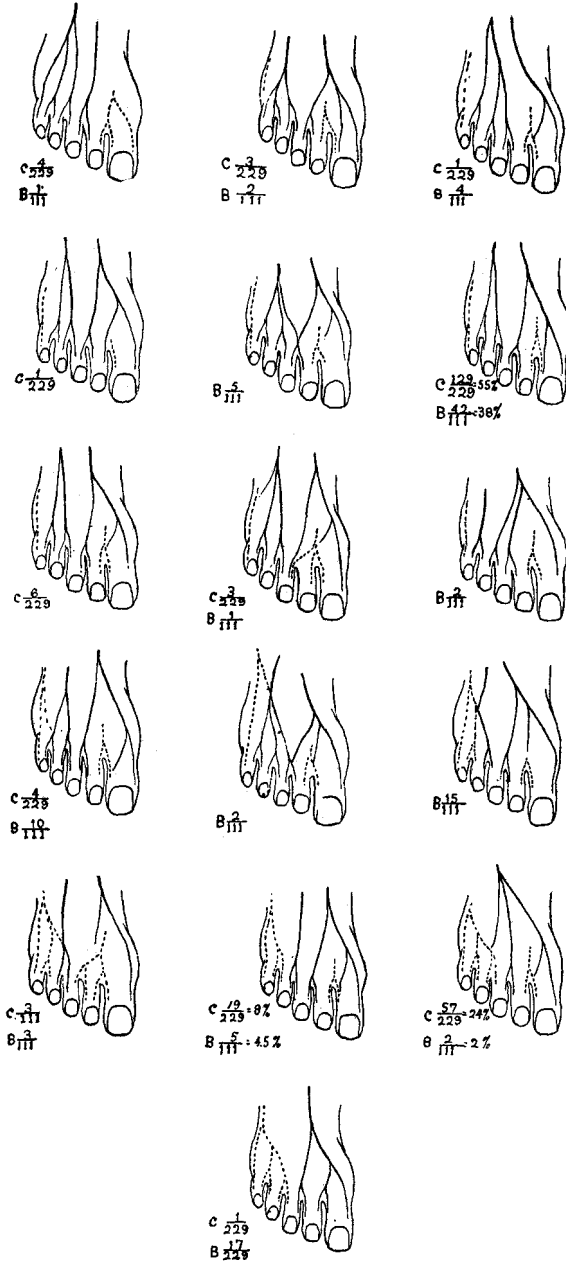 C 4/229
B 1/111
C 3/229
B 2/111
C 1/229
B 4/111
C 1/229
B 5/111
C 129/229 = 55%
B 42/111 = 38%
C 6/229
C 3/229
B 1/111
B 2/111
C 4/229
B 10/111
B 2/111
B 15/111
C 3/111
B 3/111
C 19/229 = 8%
B 5/111 = 4.5%
C 57/229 = 24%
B 2/111 = 2%
C 1/229
B 17/229